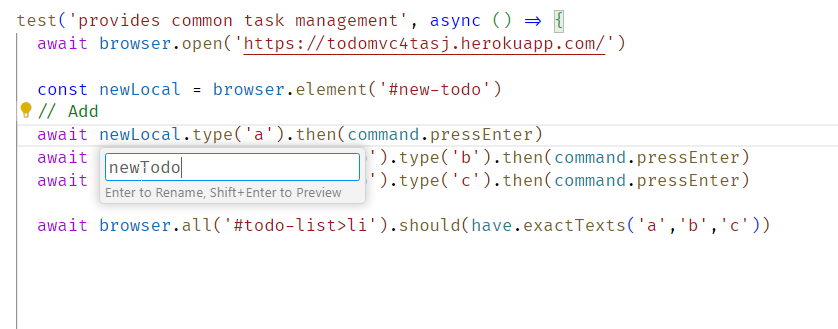 test('provides common task management', async () => {
await browser.open('https://todomvc4tasj.herokuapp.com/')
const newLocal = browser.element('#new-todo')
// Add
await newLocal.type('a').then(command.pressEnter)
await ').type('b').then(command.pressEnter)
newTodo
await ').type('c').then(command.pressEnter)
Enter to Rename, Shift+Enter to Preview
await browser.all('#todo-list>li').should(have.exactTexts('a','b','c'))